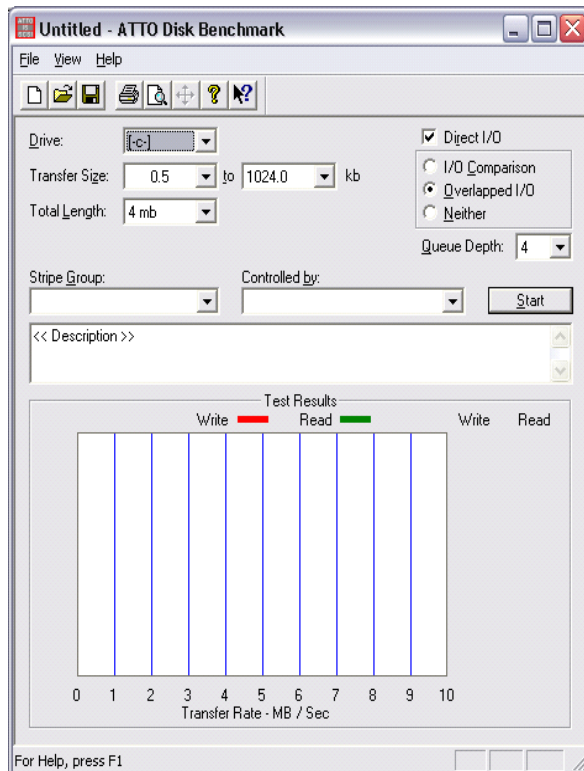 Untitled - ATTO Disk Benchmark
File View Help
Drive: [-c-] Direct I/O
I/O Comparison
Transfer Size: 0.5 to 1024.0 kb
Overlapped I/O
Total Length: 4 mb
Neither
Queue Depth: 4
Stripe Group: Controlled by:
Start
<< Description >>
Test Results
Write Read Write Read
0 1 2 3 4 5 6 7 8 9 10
Transfer Rate - MB / Sec
For Help, press F1